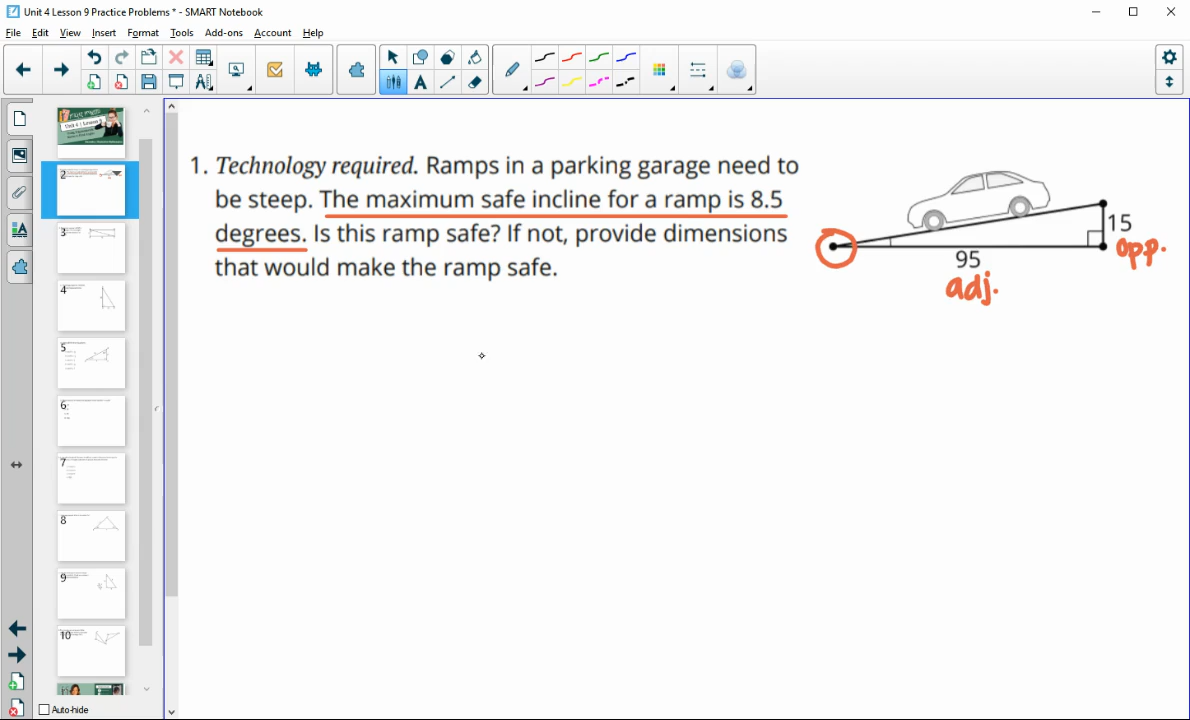 Unit 4 Lesson 9 Practice Problems * - SMART Notebook
File Edit View Insert Format Tools Add-ons Account Help
1. Technology required. Ramps in a parking garage need to
be steep. The maximum safe incline for a ramp is 8.5
degrees. Is this ramp safe? If not, provide dimensions
that would make the ramp safe.
15
opp.
95
adj.
2
3
4
5
6
7
8
9
10
Auto-hide